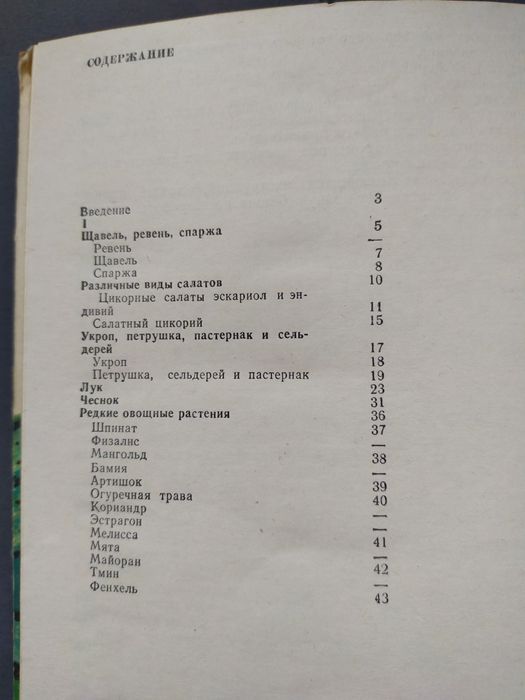 СОДЕРЖАНИЕ
Введение 3
I
Щавель, ревень, спаржа 5
Ревень —
Щавель 7
Спаржа 8
Различные виды салатов 10
Цикорные салаты эскариол и эн-
дивий 11
Салатный цикорий 15
Укроп, петрушка, пастернак и сель-
дерей 17
Укроп 18
Петрушка, сельдерей и пастернак 19
Лук 23
Чеснок 31
Редкие овощные растения 36
Шпинат 37
Физалис —
Мангольд 38
Бамия —
Артишок 39
Огуречная трава 40
Кориандр —
Эстрагон —
Мелисса 41
Мята
Майоран 42
Тмин —
Фенхель 43